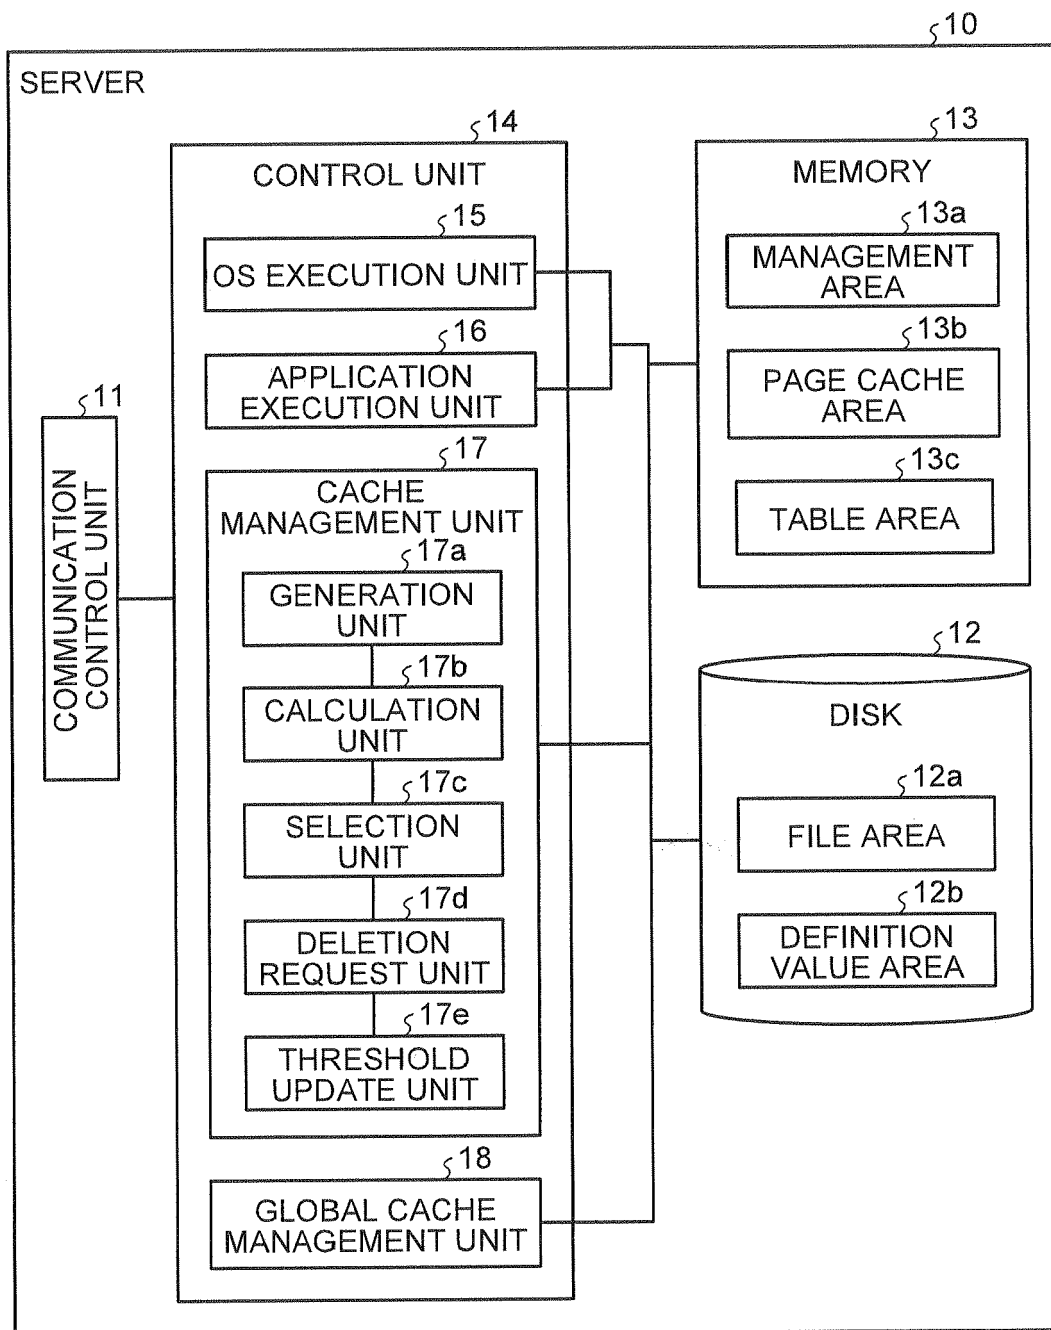 10
SERVER
14
CONTROL UNIT
15
OS EXECUTION UNIT
16
APPLICATION
EXECUTION UNIT
11
COMMUNICATION
CONTROL UNIT
17
CACHE
MANAGEMENT UNIT
17a
GENERATION
UNIT
17b
CALCULATION
UNIT
17c
SELECTION
UNIT
17d
DELETION
REQUEST UNIT
17e
THRESHOLD
UPDATE UNIT
18
GLOBAL CACHE
MANAGEMENT UNIT
13
MEMORY
13a
MANAGEMENT
AREA
13b
PAGE CACHE
AREA
13c
TABLE AREA
12
DISK
12a
FILE AREA
12b
DEFINITION
VALUE AREA